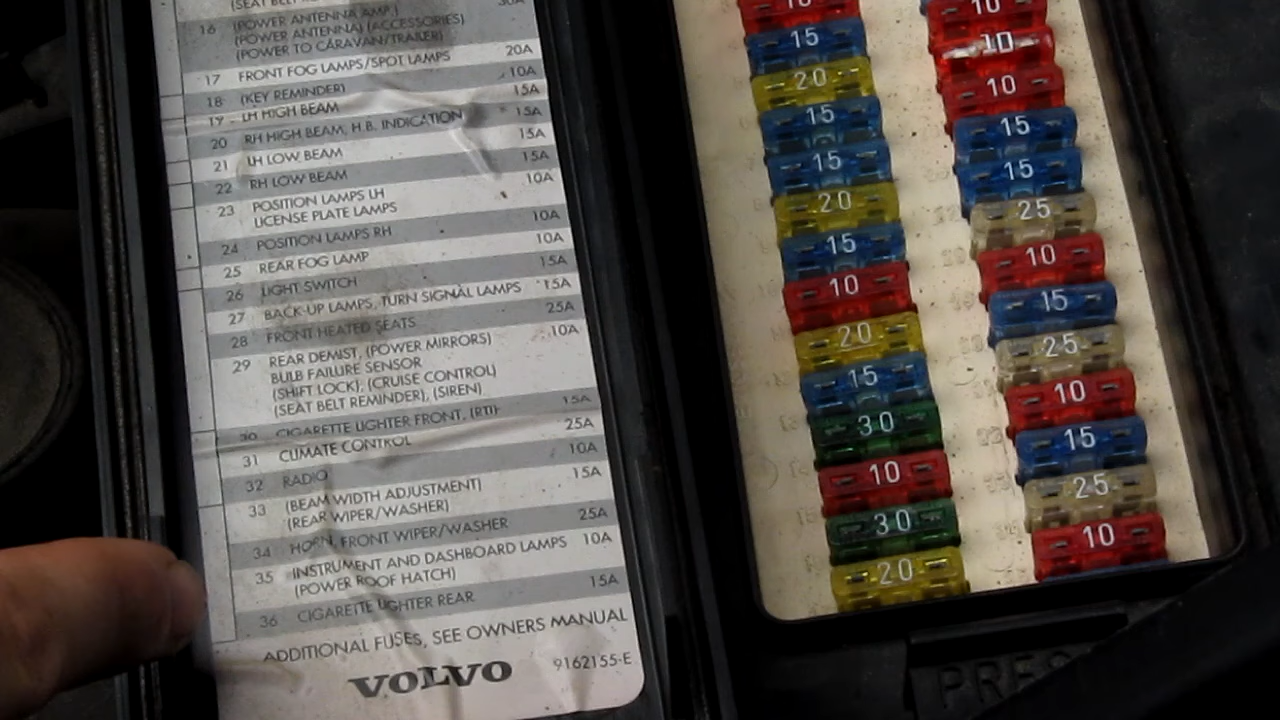 (SEAT BELT
16 (POWER ANTENNA AMP.) 30A
(POWER ANTENNA) (ACCESSORIES)
(POWER TO CARAVAN/TRAILER)
17 FRONT FOG LAMPS/SPOT LAMPS 20A
18 (KEY REMINDER) 10A
19 LH HIGH BEAM 15A
20 RH HIGH BEAM, H.B. INDICATION 15A
21 LH LOW BEAM 15A
22 RH LOW BEAM 15A
23 POSITION LAMPS LH 10A
LICENSE PLATE LAMPS
24 POSITION LAMPS RH 10A
25 REAR FOG LAMP 10A
26 LIGHT SWITCH 15A
27 BACK-UP LAMPS, TURN SIGNAL LAMPS 15A
28 FRONT HEATED SEATS 25A
29 REAR DEMIST, (POWER MIRRORS) 10A
BULB FAILURE SENSOR
(SHIFT LOCK), (CRUISE CONTROL)
(SEAT BELT REMINDER), (SIREN)
30 CIGARETTE LIGHTER FRONT, (RTI) 15A
31 CLIMATE CONTROL 25A
32 RADIO 10A
33 (BEAM WIDTH ADJUSTMENT) 15A
(REAR WIPER/WASHER)
34 HORN, FRONT WIPER/WASHER 25A
35 INSTRUMENT AND DASHBOARD LAMPS 10A
(POWER ROOF HATCH)
36 CIGARETTE LIGHTER REAR 15A
ADDITIONAL FUSES, SEE OWNERS MANUAL
VOLVO 9162155-E
10
15
20
15
15
20
15
10
20
15
30
10
30
20
10
10
10
15
15
25
10
15
25
10
15
25
10
PRES